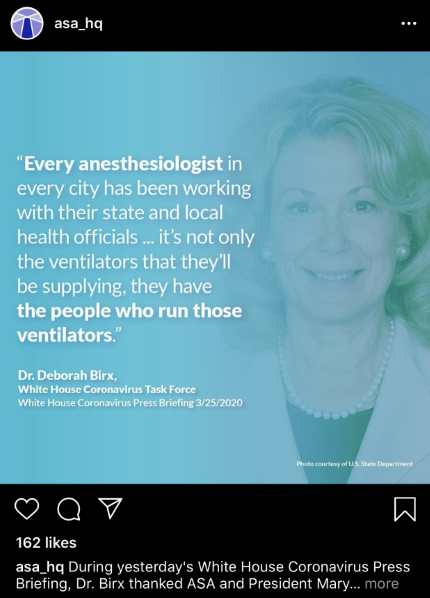 asa_hq
“Every anesthesiologist in
every city has been working
with their state and local
health officials ... it’s not only
the ventilators that they’ll
be supplying, they have
the people who run those
ventilators.”
Dr. Deborah Birx,
White House Coronavirus Task Force
White House Coronavirus Press Briefing 3/25/2020
Photo courtesy of U.S. State Department
162 likes
asa_hq During yesterday's White House Coronavirus Press
Briefing, Dr. Birx thanked ASA and President Mary... more